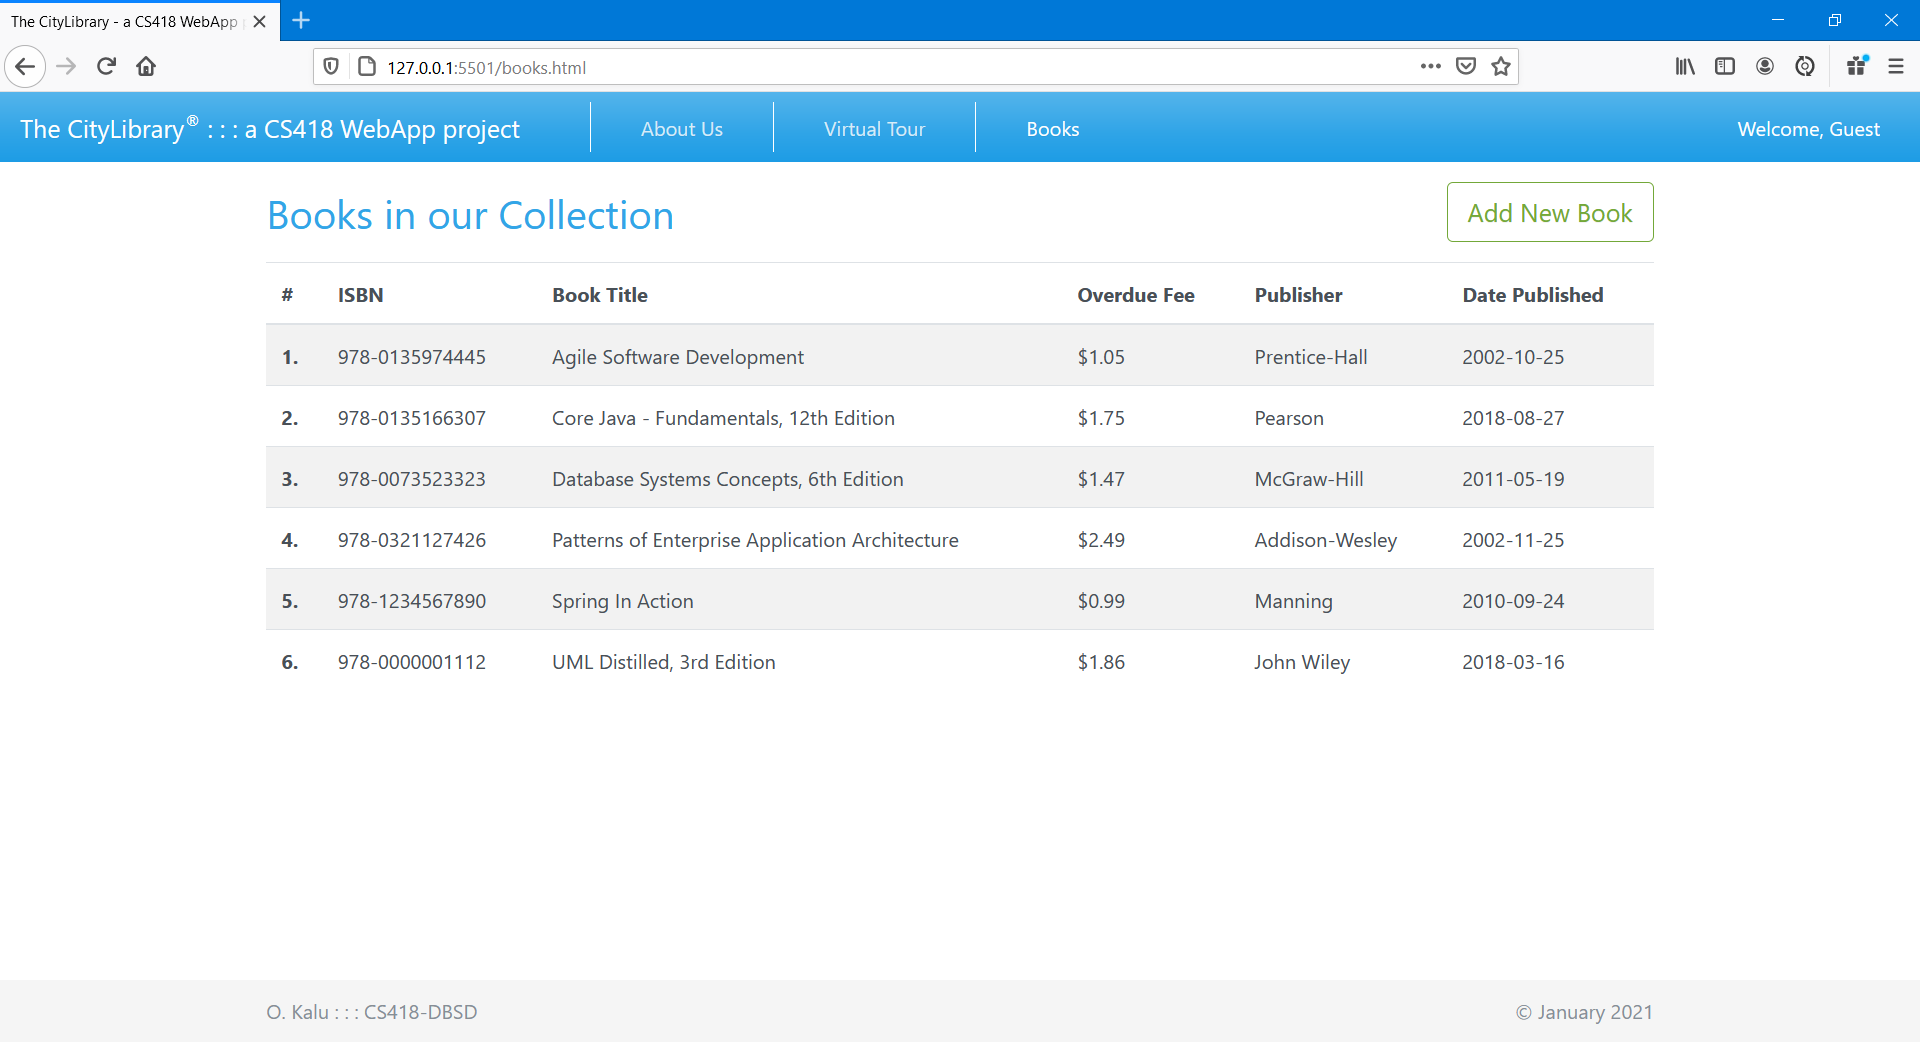 The CityLibrary - a CS418 WebApp
127.0.0.1:5501/books.html
The CityLibrary® : : : a CS418 WebApp project About Us Virtual Tour Books Welcome, Guest
Books in our Collection Add New Book
# ISBN Book Title Overdue Fee Publisher Date Published
1. 978-0135974445 Agile Software Development $1.05 Prentice-Hall 2002-10-25
2. 978-0135166307 Core Java - Fundamentals, 12th Edition $1.75 Pearson 2018-08-27
3. 978-0073523323 Database Systems Concepts, 6th Edition $1.47 McGraw-Hill 2011-05-19
4. 978-0321127426 Patterns of Enterprise Application Architecture $2.49 Addison-Wesley 2002-11-25
5. 978-1234567890 Spring In Action $0.99 Manning 2010-09-24
6. 978-0000001112 UML Distilled, 3rd Edition $1.86 John Wiley 2018-03-16
O. Kalu : : : CS418-DBSD © January 2021